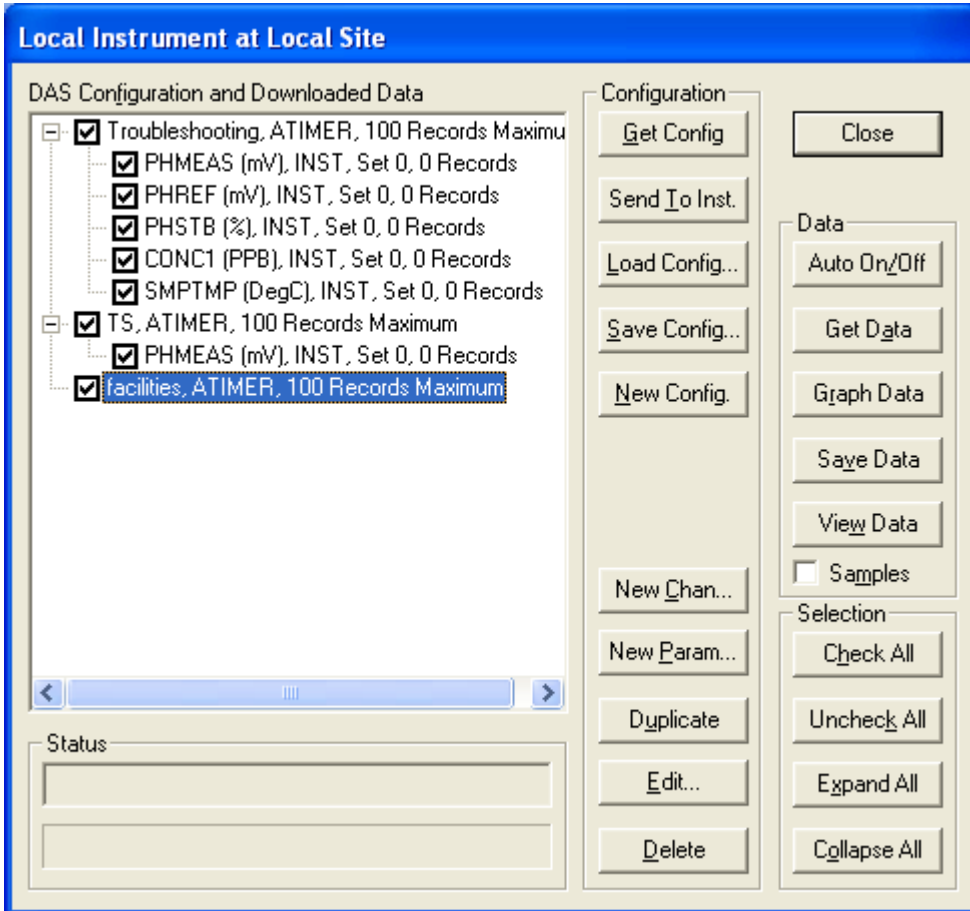 Local Instrument at Local Site
DAS Configuration and Downloaded Data
Troubleshooting, ATIMER, 100 Records Maximu
PHMEAS (mV), INST, Set 0, 0 Records
PHREF (mV), INST, Set 0, 0 Records
PHSTB (%), INST, Set 0, 0 Records
CONC1 (PPB), INST, Set 0, 0 Records
SMPTMP (DegC), INST, Set 0, 0 Records
TS, ATIMER, 100 Records Maximum
PHMEAS (mV), INST, Set 0, 0 Records
facilities, ATIMER, 100 Records Maximum
Status
Configuration
Get Config
Send To Inst.
Load Config...
Save Config...
New Config.
New Chan...
New Param...
Duplicate
Edit...
Delete
Close
Data
Auto On/Off
Get Data
Graph Data
Save Data
View Data
Samples
Selection
Check All
Uncheck All
Expand All
Collapse All